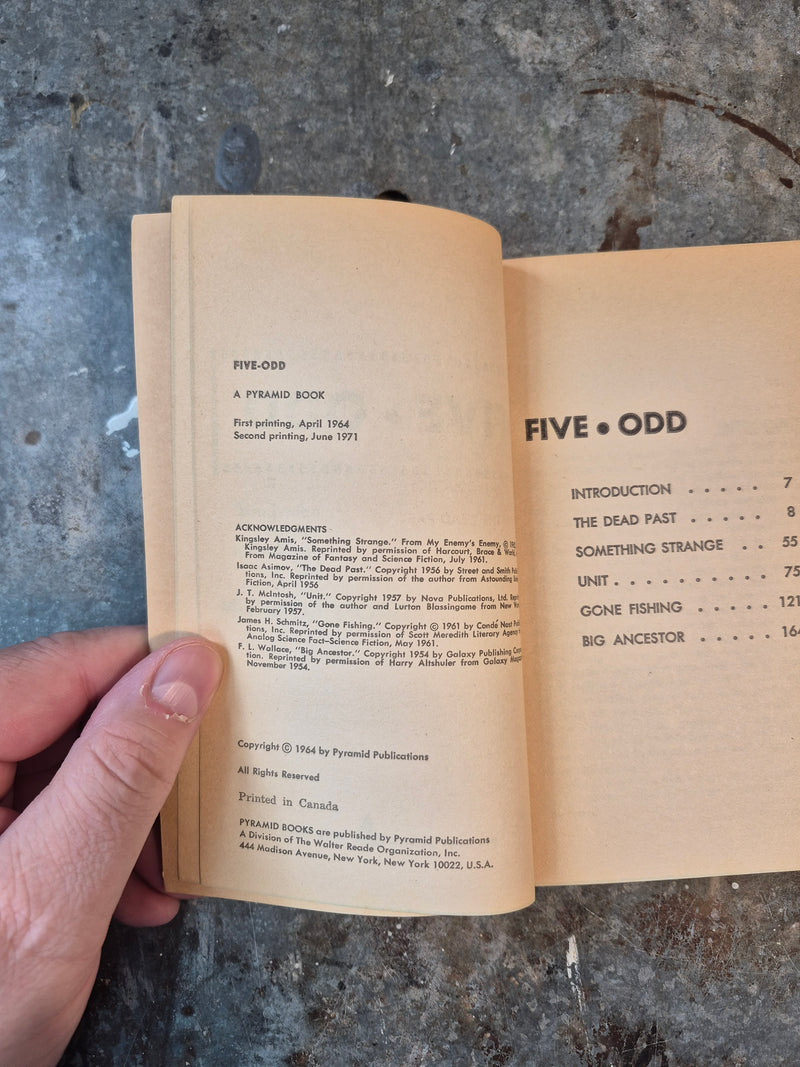 FIVE-ODD
A PYRAMID BOOK
First printing, April 1964
Second printing, June 1971
ACKNOWLEDGMENTS
Kingsley Amis, "Something Strange." From My Enemy's Enemy, ©
Kingsley Amis. Reprinted by permission of Harcourt, Brace & World,
From Magazine of Fantasy and Science Fiction, July 1961.
Isaac Asimov, "The Dead Past." Copyright 1956 by Street and Smith
tions, Inc. Reprinted by permission of the author from Astounding
Fiction, April 1956
J. T. McIntosh, "Unit." Copyright 1957 by Nova Publications, Ltd.
by permission of the author and Lurton Blassingame from New
February 1957.
James H. Schmitz, "Gone Fishing." Copyright © 1961 by Condé Nast
tions, Inc. Reprinted by permission of Scott Meredith Literary Agency
Analog Science Fact–Science Fiction, May 1961.
F. L. Wallace, "Big Ancestor." Copyright 1954 by Galaxy Publishing
tion. Reprinted by permission of Harry Altshuler from Galaxy
November 1954.
Copyright © 1964 by Pyramid Publications
All Rights Reserved
Printed in Canada
PYRAMID BOOKS are published by Pyramid Publications
A Division of The Walter Reade Organization, Inc.
444 Madison Avenue, New York, New York 10022, U.S.A.
FIVE • ODD
INTRODUCTION . . . . . 7
THE DEAD PAST . . . . . 8
SOMETHING STRANGE . . 55
UNIT . . . . . . . . . . 75
GONE FISHING . . . . . 121
BIG ANCESTOR . . . . . 164